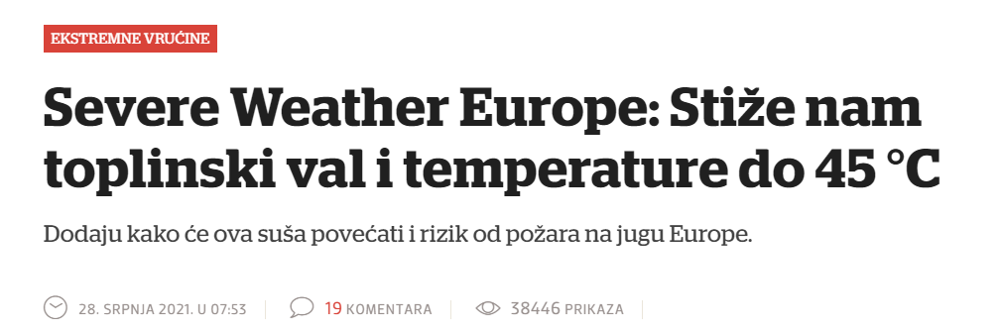 EKSTREMNE VRUĆINE
Severe Weather Europe: Stiže nam
toplinski val i temperature do 45 °C
Dodaju kako će ova suša povećati i rizik od požara na jugu Europe.
28. SRPNJA 2021. U 07:53 19 KOMENTARA 38446 PRIKAZA